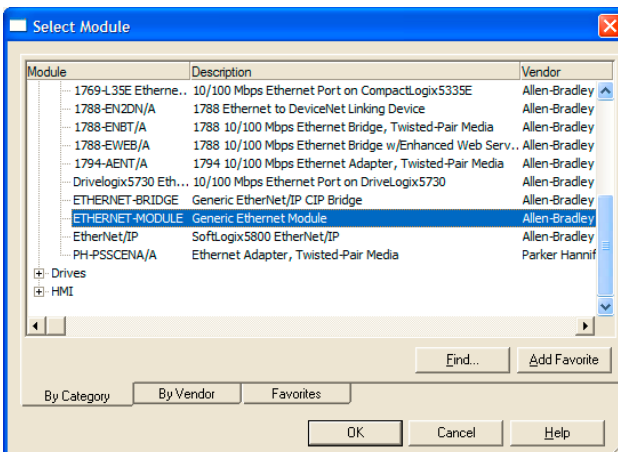 Select Module
Module Description Vendor
1769-L35E Etherne.. 10/100 Mbps Ethernet Port on CompactLogix5335E Allen-Bradley
1788-EN2DN/A 1788 Ethernet to DeviceNet Linking Device Allen-Bradley
1788-ENBT/A 1788 10/100 Mbps Ethernet Bridge, Twisted-Pair Media Allen-Bradley
1788-EWEB/A 1788 10/100 Mbps Ethernet Bridge w/Enhanced Web Serv.. Allen-Bradley
1794-AENT/A 1794 10/100 Mbps Ethernet Adapter, Twisted-Pair Media Allen-Bradley
Drivelogix5730 Eth... 10/100 Mbps Ethernet Port on DriveLogix5730 Allen-Bradley
ETHERNET-BRIDGE Generic EtherNet/IP CIP Bridge Allen-Bradley
ETHERNET-MODULE Generic Ethernet Module Allen-Bradley
EtherNet/IP SoftLogix5800 EtherNet/IP Allen-Bradley
PH-PSSCENA/A Ethernet Adapter, Twisted-Pair Media Parker Hannif
Drives
HMI
Find... Add Favorite
By Category By Vendor Favorites
OK Cancel Help